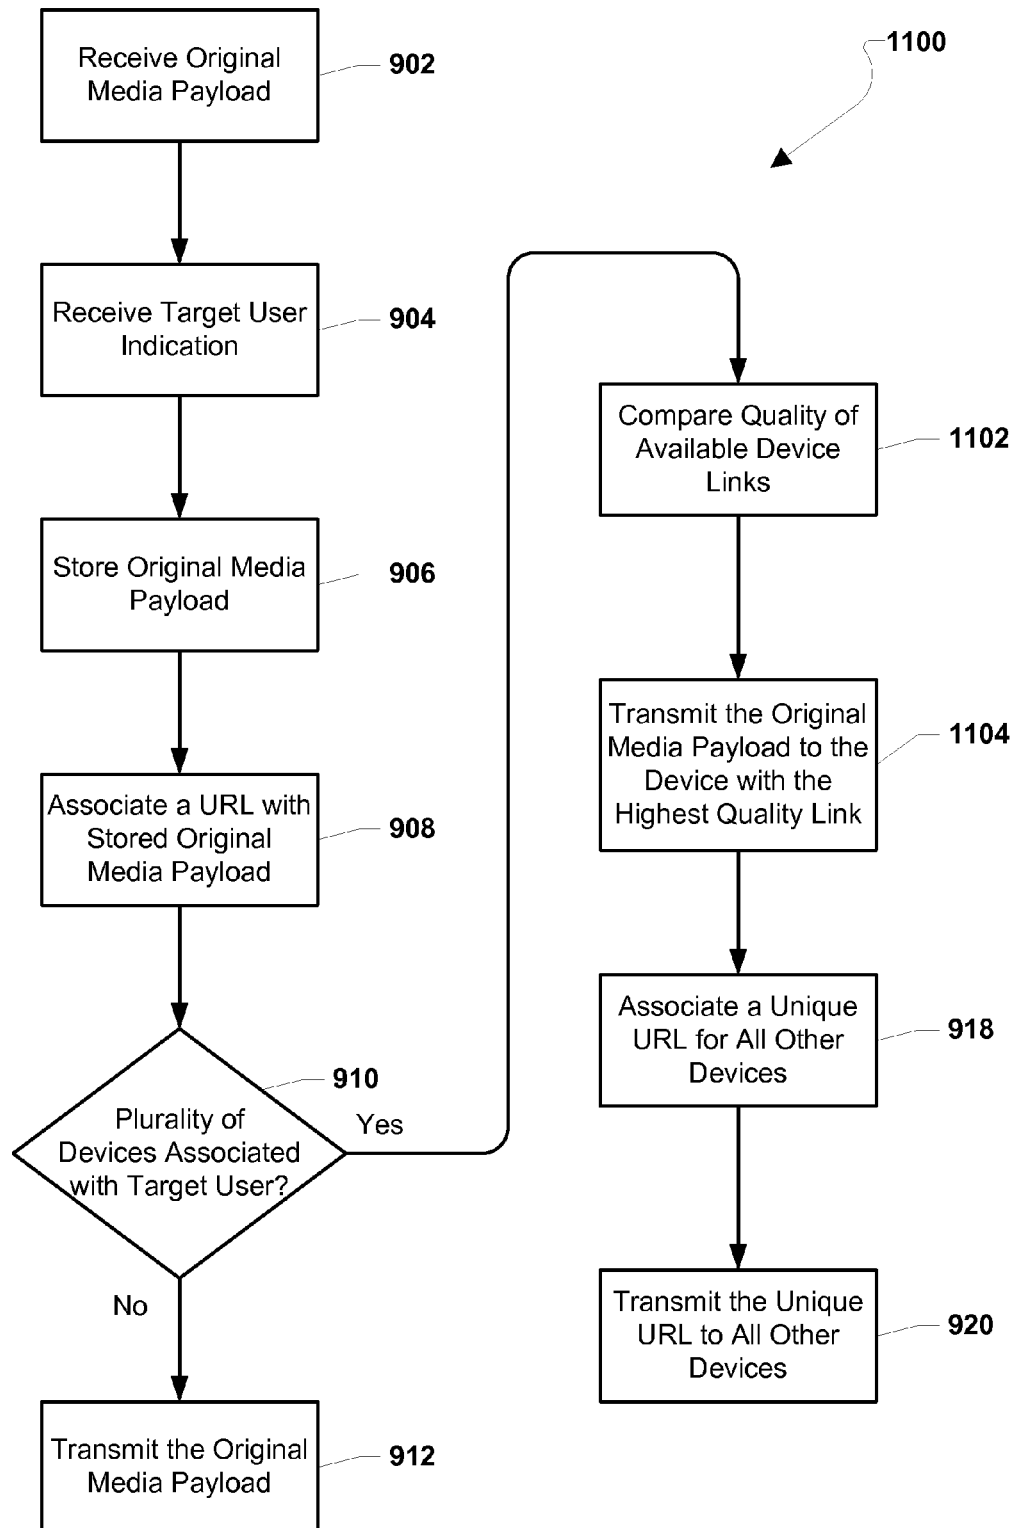 Receive Original
Media Payload
902
1100
Receive Target User
Indication
904
Store Original Media
Payload
906
Associate a URL with
Stored Original
Media Payload
908
Plurality of
Devices Associated
with Target User?
910
Yes
No
Transmit the Original
Media Payload
912
Compare Quality of
Available Device
Links
1102
Transmit the Original
Media Payload to the
Device with the
Highest Quality Link
1104
Associate a Unique
URL for All Other
Devices
918
Transmit the Unique
URL to All Other
Devices
920